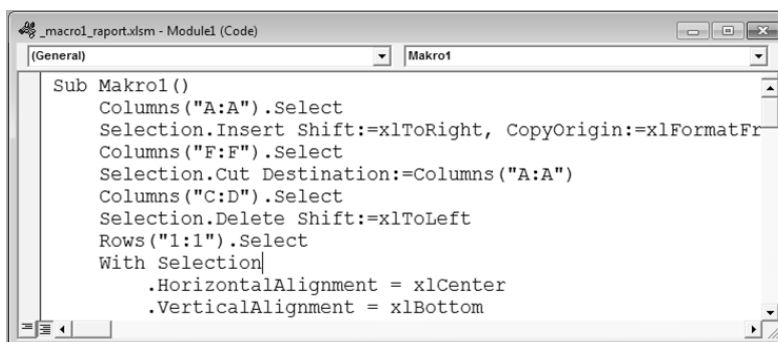 _macro1_raport.xlsm - Module1 (Code)
(General) Makro1
Sub Makro1()
Columns("A:A").Select
Selection.Insert Shift:=xlToRight, CopyOrigin:=xlFormatFr
Columns("F:F").Select
Selection.Cut Destination:=Columns("A:A")
Columns("C:D").Select
Selection.Delete Shift:=xlToLeft
Rows("1:1").Select
With Selection
.HorizontalAlignment = xlCenter
.VerticalAlignment = xlBottom